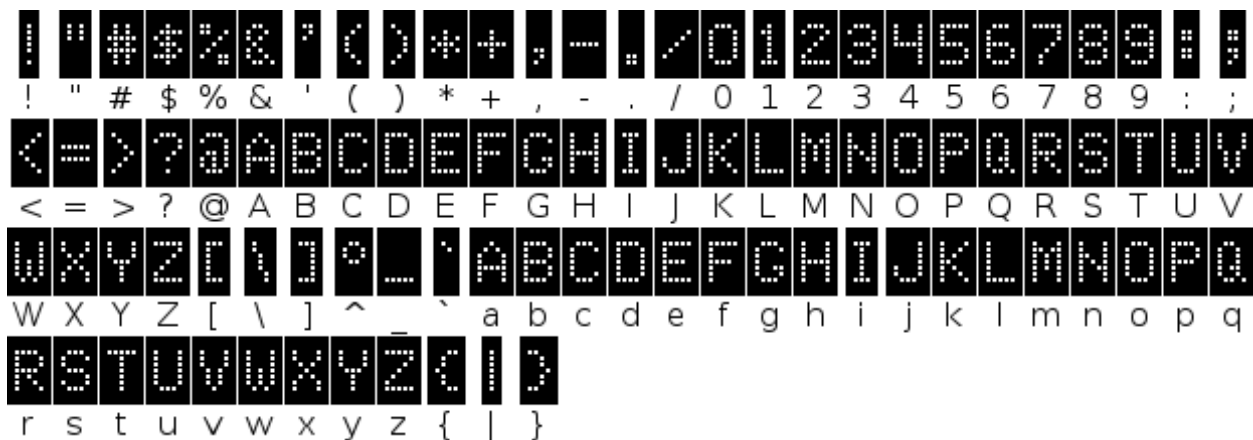 ! " # $ % & ' ( ) * + , - . / 0 1 2 3 4 5 6 7 8 9 : ;
! " # $ % & ' ( ) * + , - . / 0 1 2 3 4 5 6 7 8 9 : ;
< = > ? @ A B C D E F G H I J K L M N O P Q R S T U V
< = > ? @ A B C D E F G H I J K L M N O P Q R S T U V
W X Y Z [ \ ] ° _ ` A B C D E F G H I J K L M N O P Q
W X Y Z [ \ ] ^ _ ` a b c d e f g h i j k l m n o p q
R S T U V W X Y Z { | }
r s t u v w x y z { | }